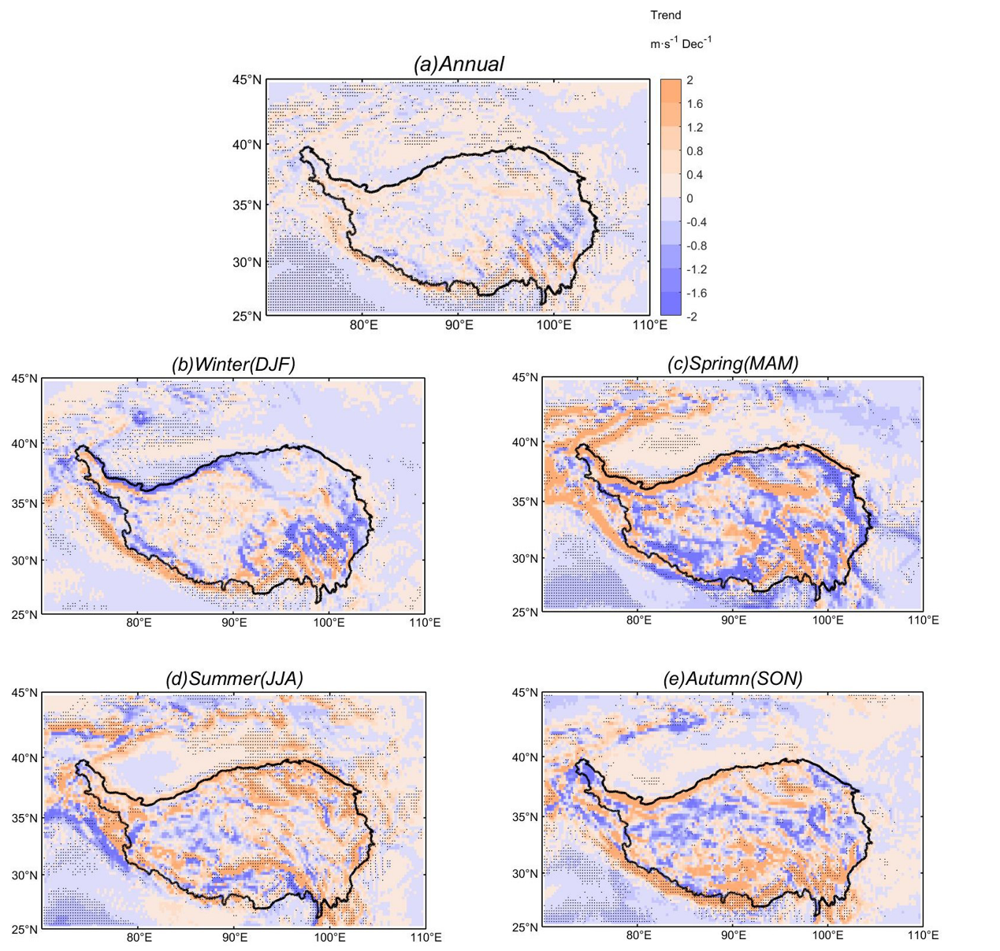 Trend
m·s⁻¹ Dec⁻¹
(a)Annual
45°N
40°N
35°N
30°N
25°N
80°E 90°E 100°E 110°E
2
1.6
1.2
0.8
0.4
0
-0.4
-0.8
-1.2
-1.6
-2
(b)Winter(DJF)
45°N
40°N
35°N
30°N
25°N
80°E 90°E 100°E 110°E
(c)Spring(MAM)
45°N
40°N
35°N
30°N
25°N
80°E 90°E 100°E 110°E
(d)Summer(JJA)
45°N
40°N
35°N
30°N
25°N
80°E 90°E 100°E 110°E
(e)Autumn(SON)
45°N
40°N
35°N
30°N
25°N
80°E 90°E 100°E 110°E